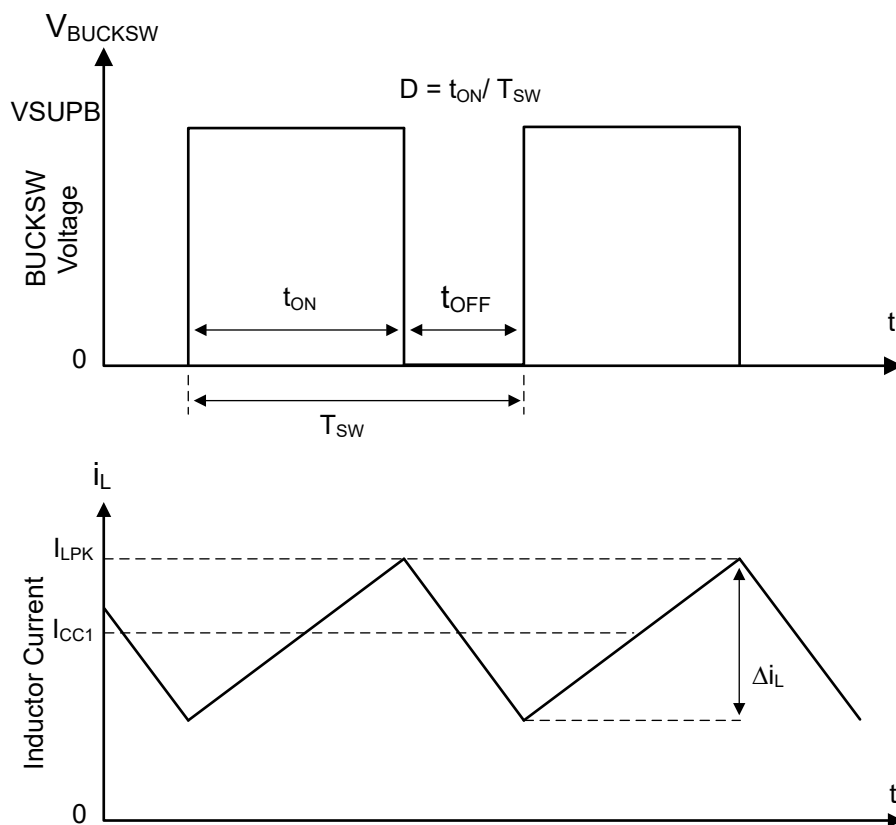 V_BUCKSW
D = t_ON/ T_SW
VSUPB
BUCKSW
Voltage
t_ON
t_OFF
t
0
T_SW
i_L
I_LPK
I_CC1
Δi_L
Inductor Current
0
t